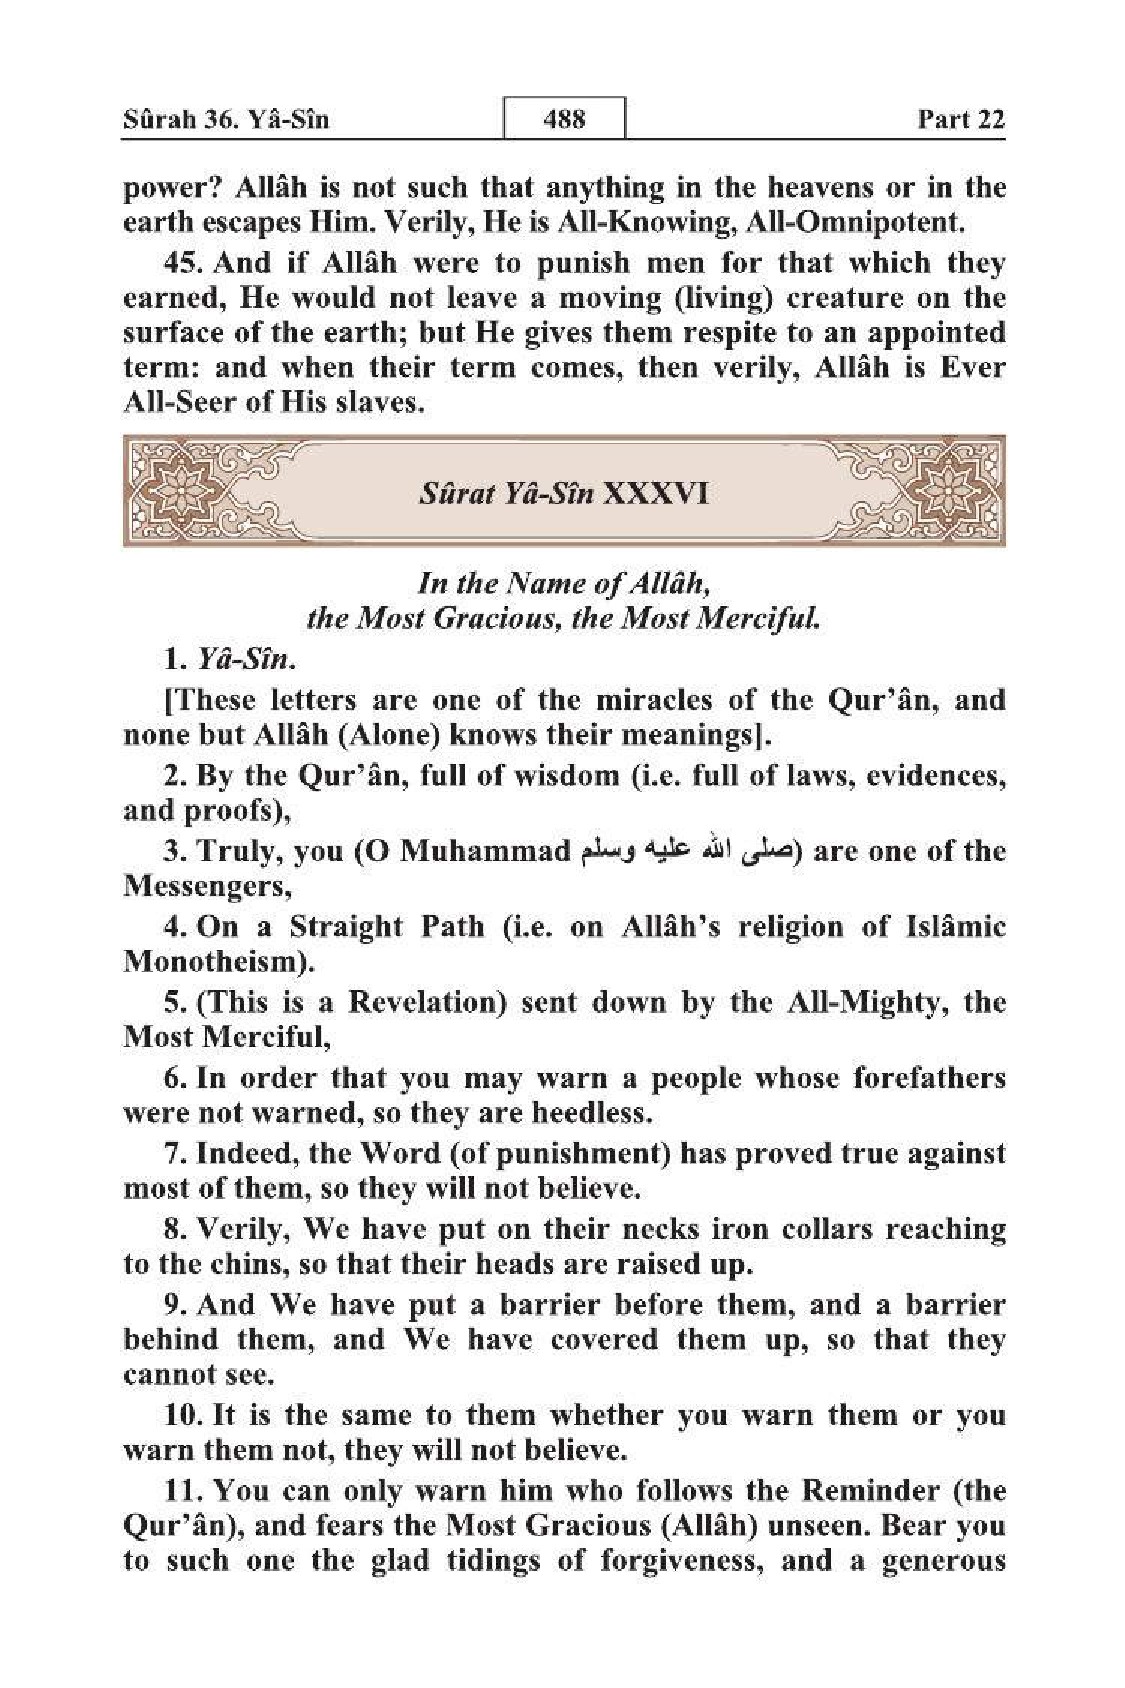 Sûrah 36. Yâ-Sîn 488 Part 22
power? Allâh is not such that anything in the heavens or in the
earth escapes Him. Verily, He is All-Knowing, All-Omnipotent.
45. And if Allâh were to punish men for that which they
earned, He would not leave a moving (living) creature on the
surface of the earth; but He gives them respite to an appointed
term: and when their term comes, then verily, Allâh is Ever
All-Seer of His slaves.
Sûrat Yâ-Sîn XXXVI
In the Name of Allâh,
the Most Gracious, the Most Merciful.
1. Yâ-Sîn.
[These letters are one of the miracles of the Qur’ân, and
none but Allâh (Alone) knows their meanings].
2. By the Qur’ân, full of wisdom (i.e. full of laws, evidences,
and proofs),
3. Truly, you (O Muhammad صلى الله عليه وسلم) are one of the
Messengers,
4. On a Straight Path (i.e. on Allâh’s religion of Islâmic
Monotheism).
5. (This is a Revelation) sent down by the All-Mighty, the
Most Merciful,
6. In order that you may warn a people whose forefathers
were not warned, so they are heedless.
7. Indeed, the Word (of punishment) has proved true against
most of them, so they will not believe.
8. Verily, We have put on their necks iron collars reaching
to the chins, so that their heads are raised up.
9. And We have put a barrier before them, and a barrier
behind them, and We have covered them up, so that they
cannot see.
10. It is the same to them whether you warn them or you
warn them not, they will not believe.
11. You can only warn him who follows the Reminder (the
Qur’ân), and fears the Most Gracious (Allâh) unseen. Bear you
to such one the glad tidings of forgiveness, and a generous